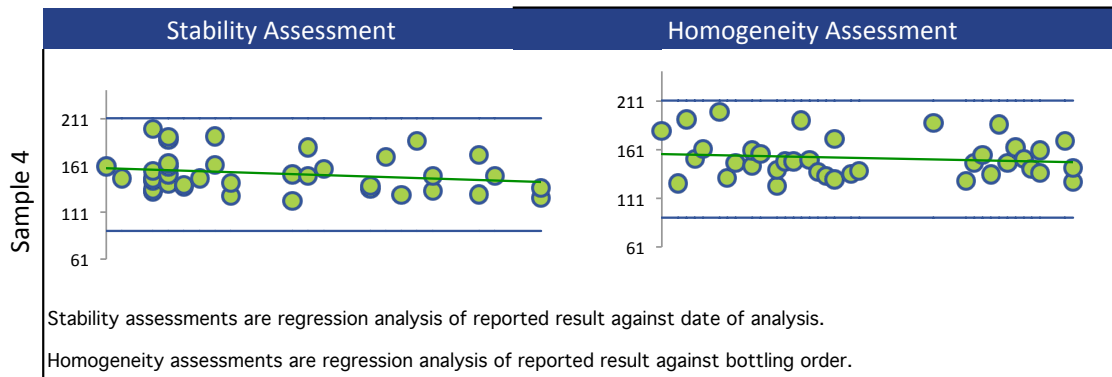 Stability Assessment
Homogeneity Assessment
Sample 4
211
161
111
61
211
161
111
61
Stability assessments are regression analysis of reported result against date of analysis.
Homogeneity assessments are regression analysis of reported result against bottling order.